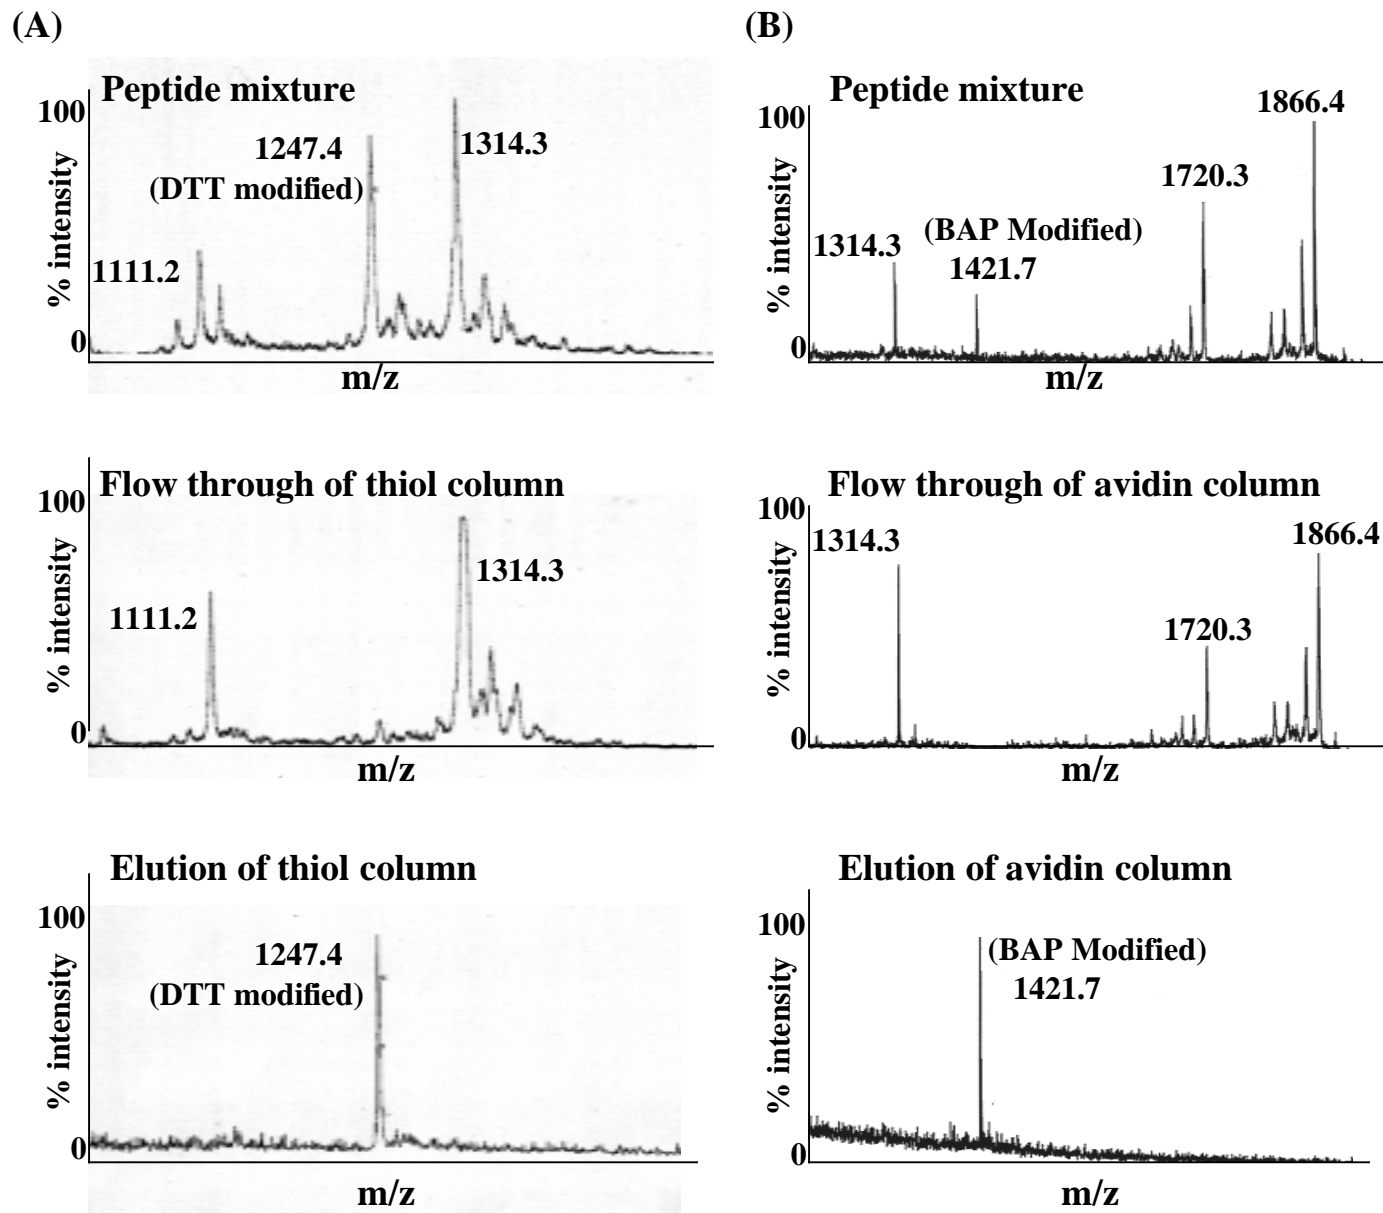 (A)
Peptide mixture
100
1247.4
(DTT modified)
1314.3
1111.2
% intensity
0
m/z
Flow through of thiol column
100
1314.3
1111.2
% intensity
0
m/z
Elution of thiol column
100
1247.4
(DTT modified)
% intensity
0
m/z
(B)
Peptide mixture
1866.4
100
1720.3
(BAP Modified)
1314.3
1421.7
% intensity
0
m/z
Flow through of avidin column
100
1314.3
1866.4
1720.3
% intensity
0
m/z
Elution of avidin column
100
(BAP Modified)
1421.7
% intensity
0
m/z